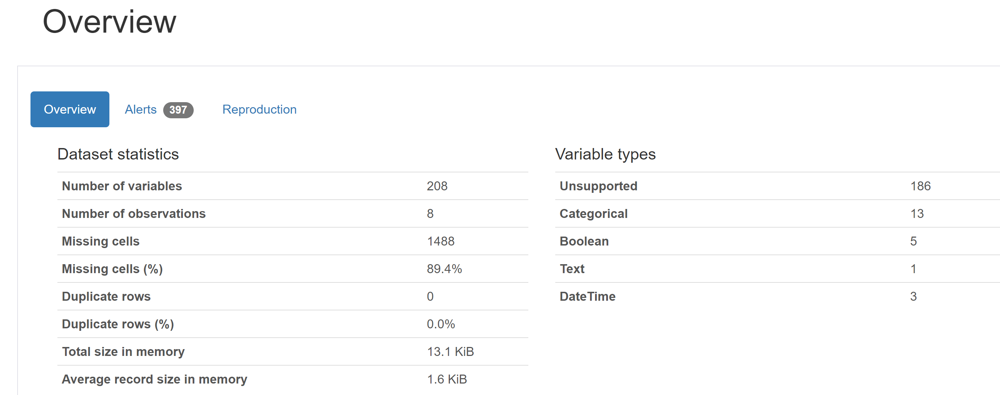 Overview
Overview Alerts 397 Reproduction
Dataset statistics
Number of variables 208
Number of observations 8
Missing cells 1488
Missing cells (%) 89.4%
Duplicate rows 0
Duplicate rows (%) 0.0%
Total size in memory 13.1 KiB
Average record size in memory 1.6 KiB
Variable types
Unsupported 186
Categorical 13
Boolean 5
Text 1
DateTime 3